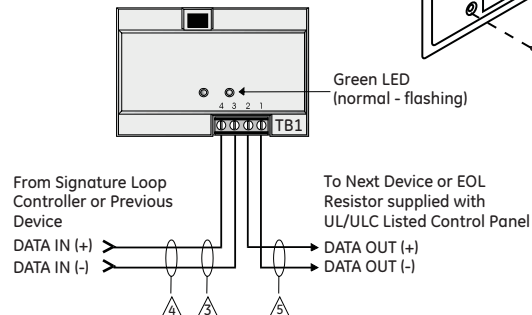 Green LED
(normal - flashing)
4 3 2 1
TB1
From Signature Loop
Controller or Previous
Device
DATA IN (+)
DATA IN (-)
To Next Device or EOL
Resistor supplied with
UL/ULC Listed Control Panel
DATA OUT (+)
DATA OUT (-)
4 3 5